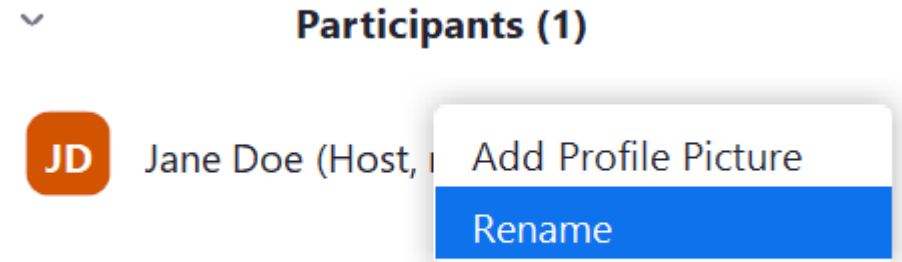 Participants (1)
JD
Jane Doe (Host,
Add Profile Picture
Rename